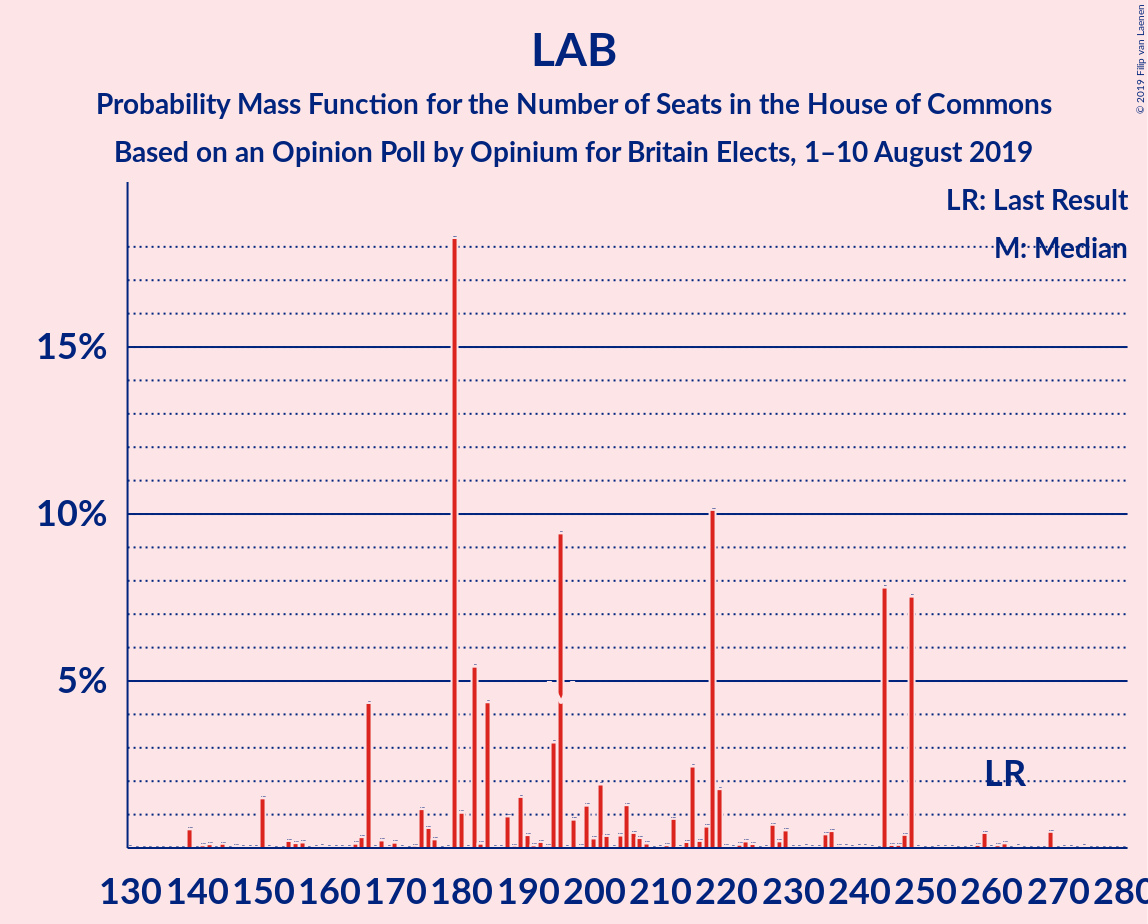 LAB
Probability Mass Function for the Number of Seats in the House of Commons
Based on an Opinion Poll by Opinium for Britain Elects, 1–10 August 2019
© 2019 Filip van Laenen
LR: Last Result
M: Median
15%
10%
5%
LR
130 140 150 160 170 180 190 200 210 220 230 240 250 260 270 280